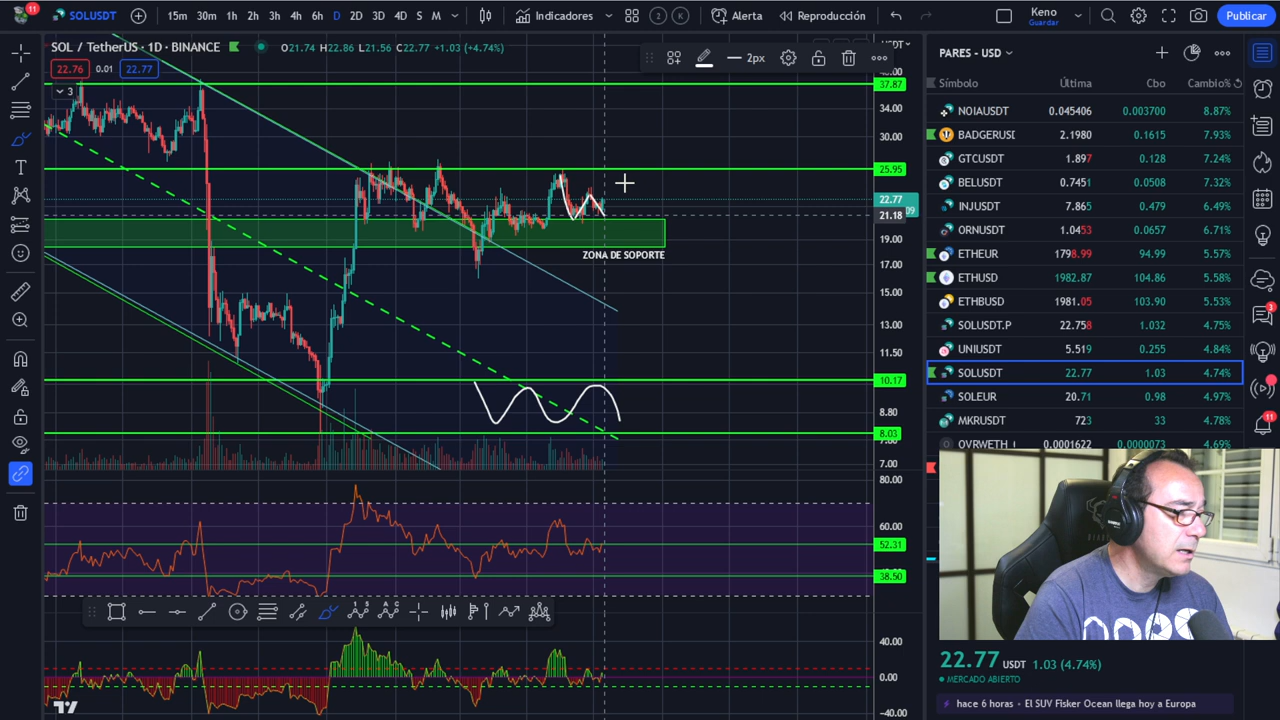 11
SOLUSDT
15m 30m 1h 2h 3h 4h 6h D 2D 3D 4D S M
Indicadores
2 K
Alerta
Reproducción
Keno
Guardar
Publicar
SOL / TetherUS · 1D · BINANCE
O21.74 H22.86 L21.56 C22.77 +1.03 (+4.74%)
22.76 0.01 22.77
3
2px
37.87
34.00
30.00
25.95
22.77
21.18
19.00
17.00
15.00
13.00
11.50
10.17
8.80
8.03
7.00
ZONA DE SOPORTE
80.00
60.00
52.31
38.50
40.00
0.00
−40.00
PARES - USD
Símbolo Última Cbo Cambio%
NOIAUSDT 0.045406 0.003700 8.87%
BADGERUSD 2.1980 0.1615 7.93%
GTCUSDT 1.897 0.128 7.24%
BELUSDT 0.7451 0.0508 7.32%
INJUSDT 7.865 0.479 6.49%
ORNUSDT 1.0453 0.0657 6.71%
ETHEUR 1798.99 94.99 5.57%
ETHUSD 1982.87 104.86 5.58%
ETHBUSD 1981.05 103.90 5.53%
SOLUSDT.P 22.758 1.032 4.75%
UNIUSDT 5.519 0.255 4.84%
SOLUSDT 22.77 1.03 4.74%
SOLEUR 20.71 0.98 4.97%
MKRUSDT 723 33 4.78%
OVRWETH 0.0001622 0.0000073 4.69%
3
11
22.77 USDT 1.03 (4.74%)
MERCADO ABIERTO
hace 6 horas · El SUV Fisker Ocean llega hoy a Europa